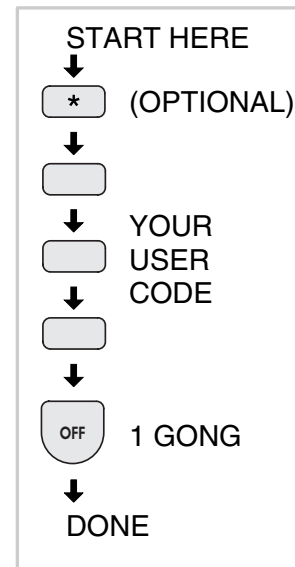 START HERE
* (OPTIONAL)
YOUR
USER
CODE
OFF 1 GONG
DONE